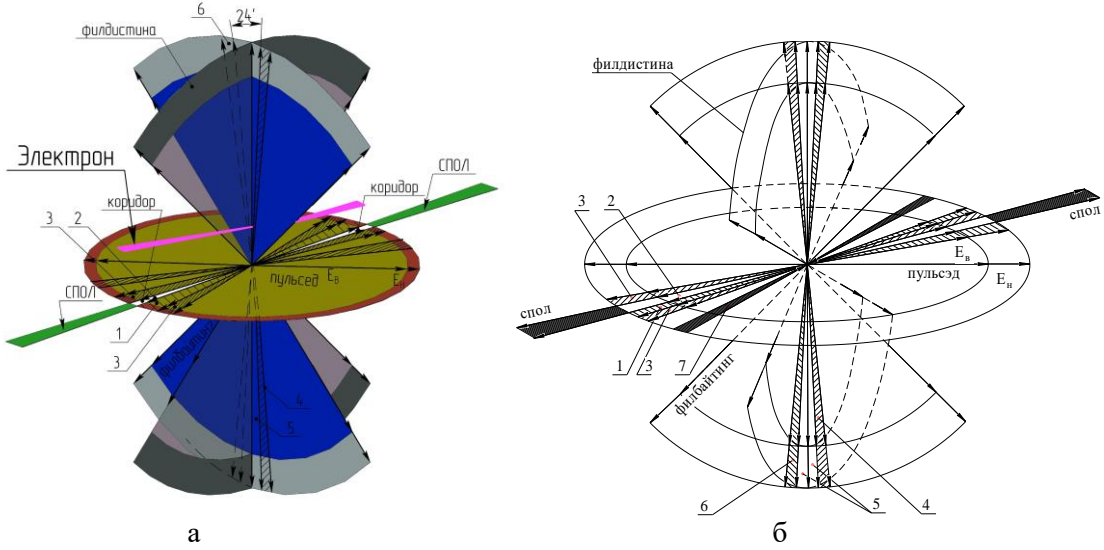 6
24'
филдистина
Электрон
СПОЛ
коридор
коридор
3
2
пульсед
Eв
Eн
СПОЛ
1
3
филбаутинг
4
5
а
филдистина
3
2
спол
Eв
пульсэд
Eн
спол
1
3
7
филбайтинг
6
5
4
б